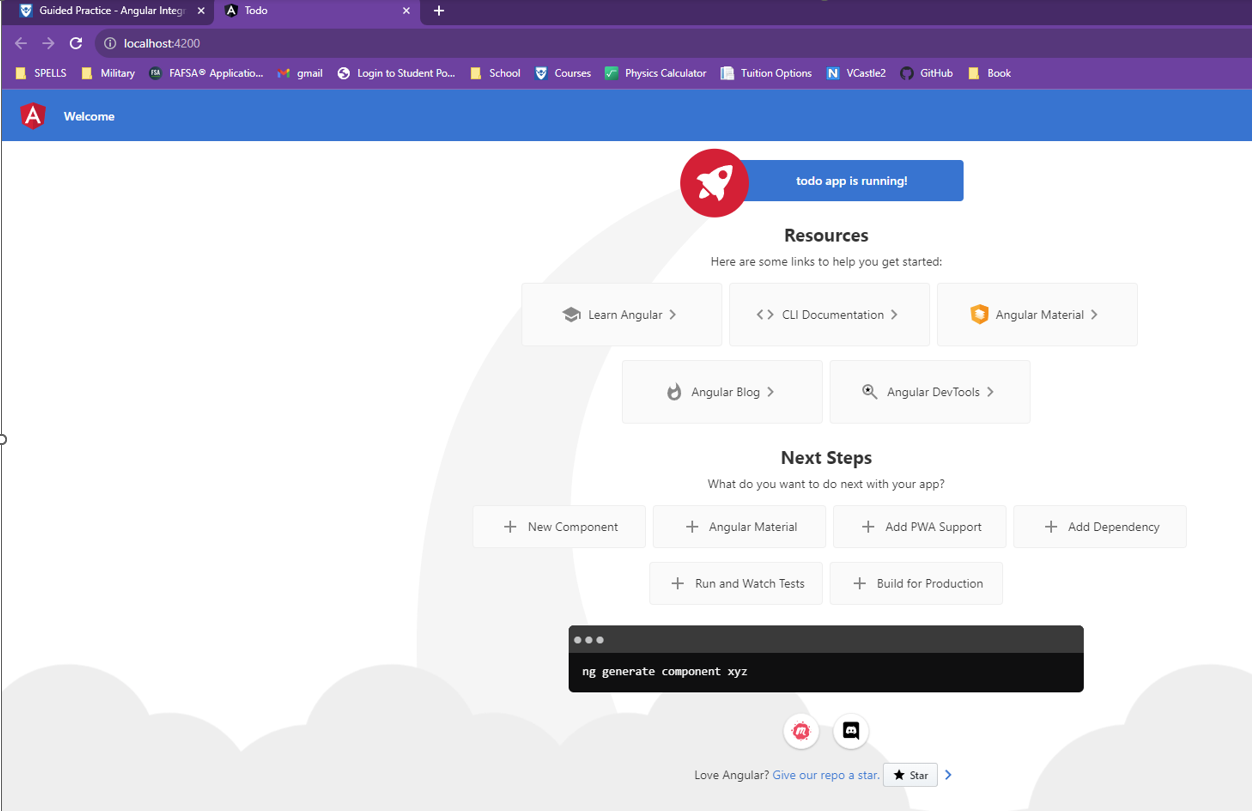 Guided Practice - Angular Integr
Todo
localhost:4200
SPELLS Military FAFSA® Applicatio... gmail Login to Student Po... School Courses Physics Calculator Tuition Options VCastle2 GitHub Book
Welcome
todo app is running!
Resources
Here are some links to help you get started:
Learn Angular CLI Documentation Angular Material
Angular Blog Angular DevTools
Next Steps
What do you want to do next with your app?
New Component Angular Material Add PWA Support Add Dependency
Run and Watch Tests Build for Production
ng generate component xyz
Love Angular? Give our repo a star. Star